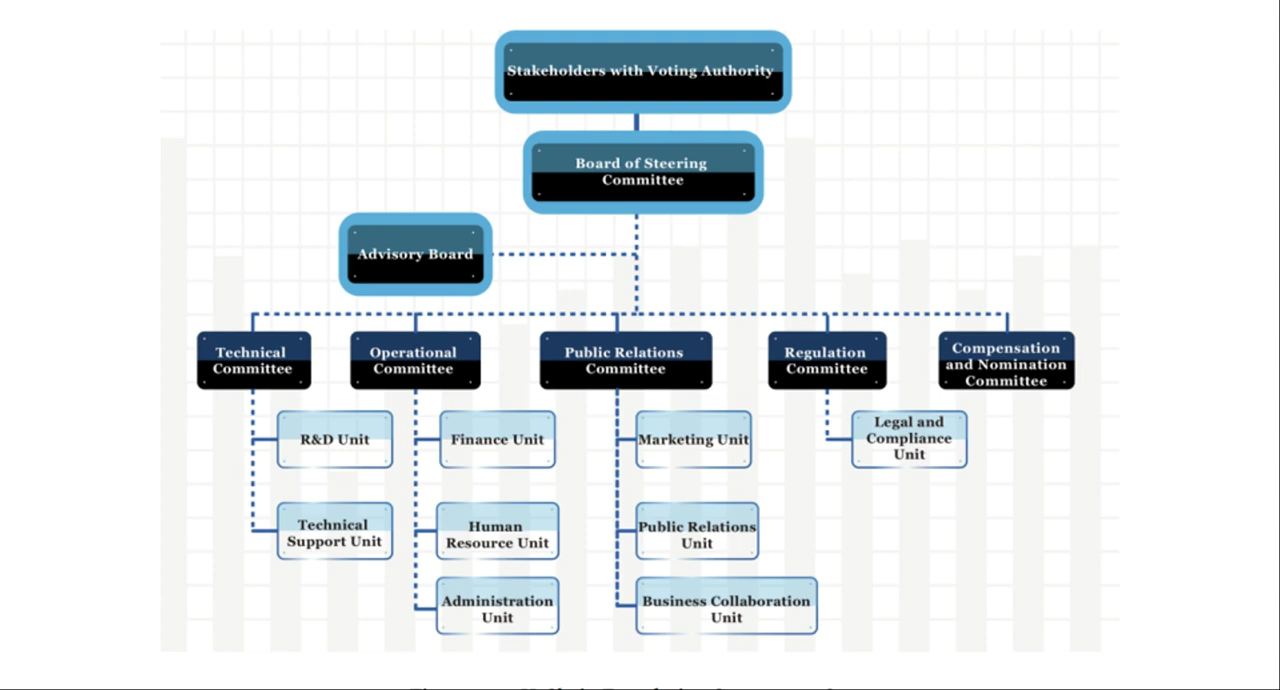 Stakeholders with Voting Authority
Board of Steering
Committee
Advisory Board
Technical
Committee
Operational
Committee
Public Relations
Committee
Regulation
Committee
Compensation
and Nomination
Committee
R&D Unit
Finance Unit
Marketing Unit
Legal and
Compliance
Unit
Technical
Support Unit
Human
Resource Unit
Public Relations
Unit
Administration
Unit
Business Collaboration
Unit